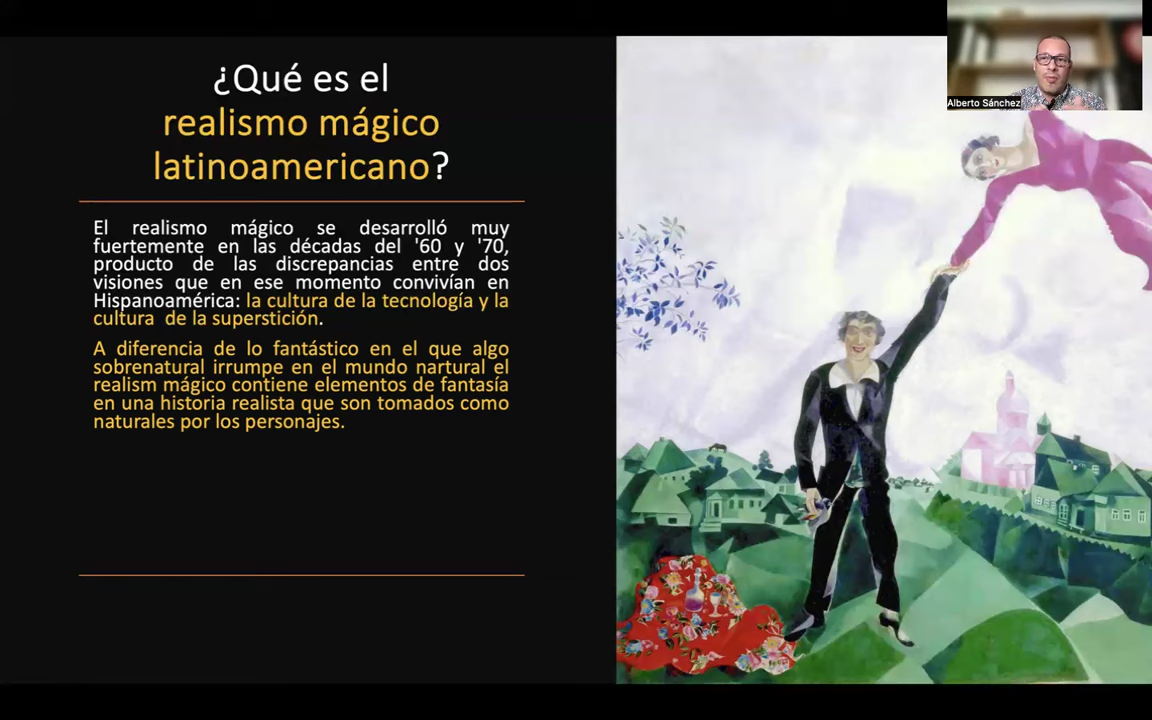 ¿Qué es el
realismo mágico
latinoamericano?
Alberto Sánchez
El realismo mágico se desarrolló muy
fuertemente en las décadas del '60 y '70,
producto de las discrepancias entre dos
visiones que en ese momento convivían en
Hispanoamérica: la cultura de la tecnología y la
cultura de la superstición.
A diferencia de lo fantástico en el que algo
sobrenatural irrumpe en el mundo nartural el
realism mágico contiene elementos de fantasía
en una historia realista que son tomados como
naturales por los personajes.